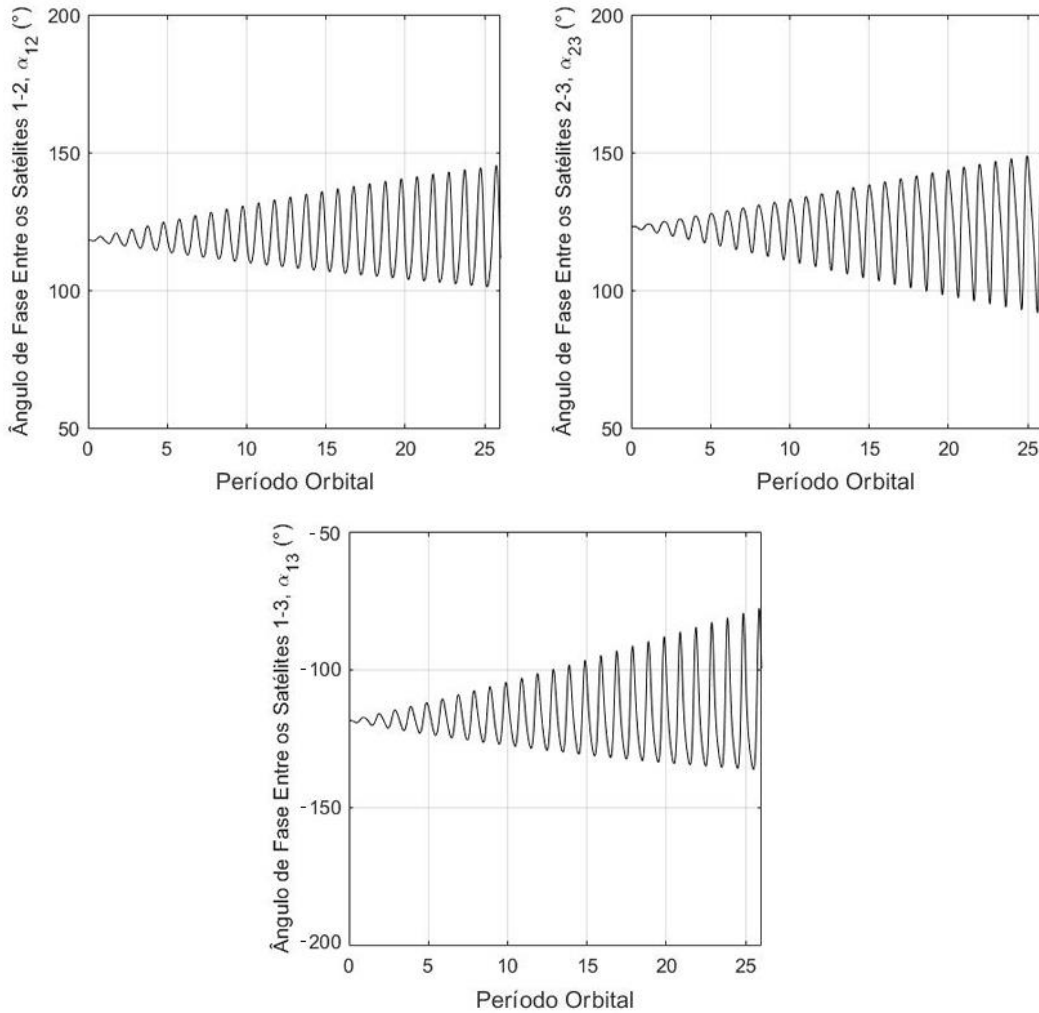 Ângulo de Fase Entre os Satélites 1-2, α12 (°)
200
150
100
50
0 5 10 15 20 25
Período Orbital
Ângulo de Fase Entre os Satélites 2-3, α23 (°)
200
150
100
50
0 5 10 15 20 25
Período Orbital
Ângulo de Fase Entre os Satélites 1-3, α13 (°)
-50
-100
-150
-200
0 5 10 15 20 25
Período Orbital